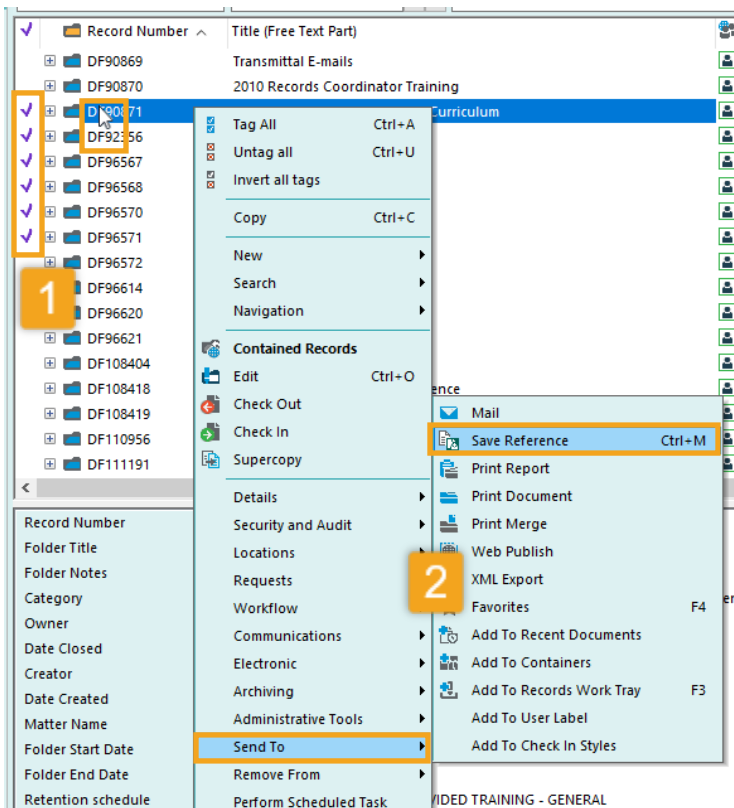 Record Number Title (Free Text Part)
DF90869 Transmittal E-mails
DF90870 2010 Records Coordinator Training
DF90871 Curriculum
DF92356
DF96567
DF96568
DF96570
DF96571
DF96572
DF96614
DF96620
DF96621
DF108404
DF108418 ence
DF108419
DF110956
DF111191
1
Tag All Ctrl+A
Untag all Ctrl+U
Invert all tags
Copy Ctrl+C
New
Search
Navigation
Contained Records
Edit Ctrl+O
Check Out
Check In
Supercopy
Details
Security and Audit
Locations
Requests
Workflow
Communications
Electronic
Archiving
Administrative Tools
Send To
Remove From
Perform Scheduled Task
Mail
Save Reference Ctrl+M
Print Report
Print Document
Print Merge
Web Publish
XML Export
Favorites F4
Add To Recent Documents
Add To Containers
Add To Records Work Tray F3
Add To User Label
Add To Check In Styles
2
Record Number
Folder Title
Folder Notes
Category
Owner
Date Closed
Creator
Date Created
Matter Name
Folder Start Date
Folder End Date
Retention schedule VIDED TRAINING - GENERAL